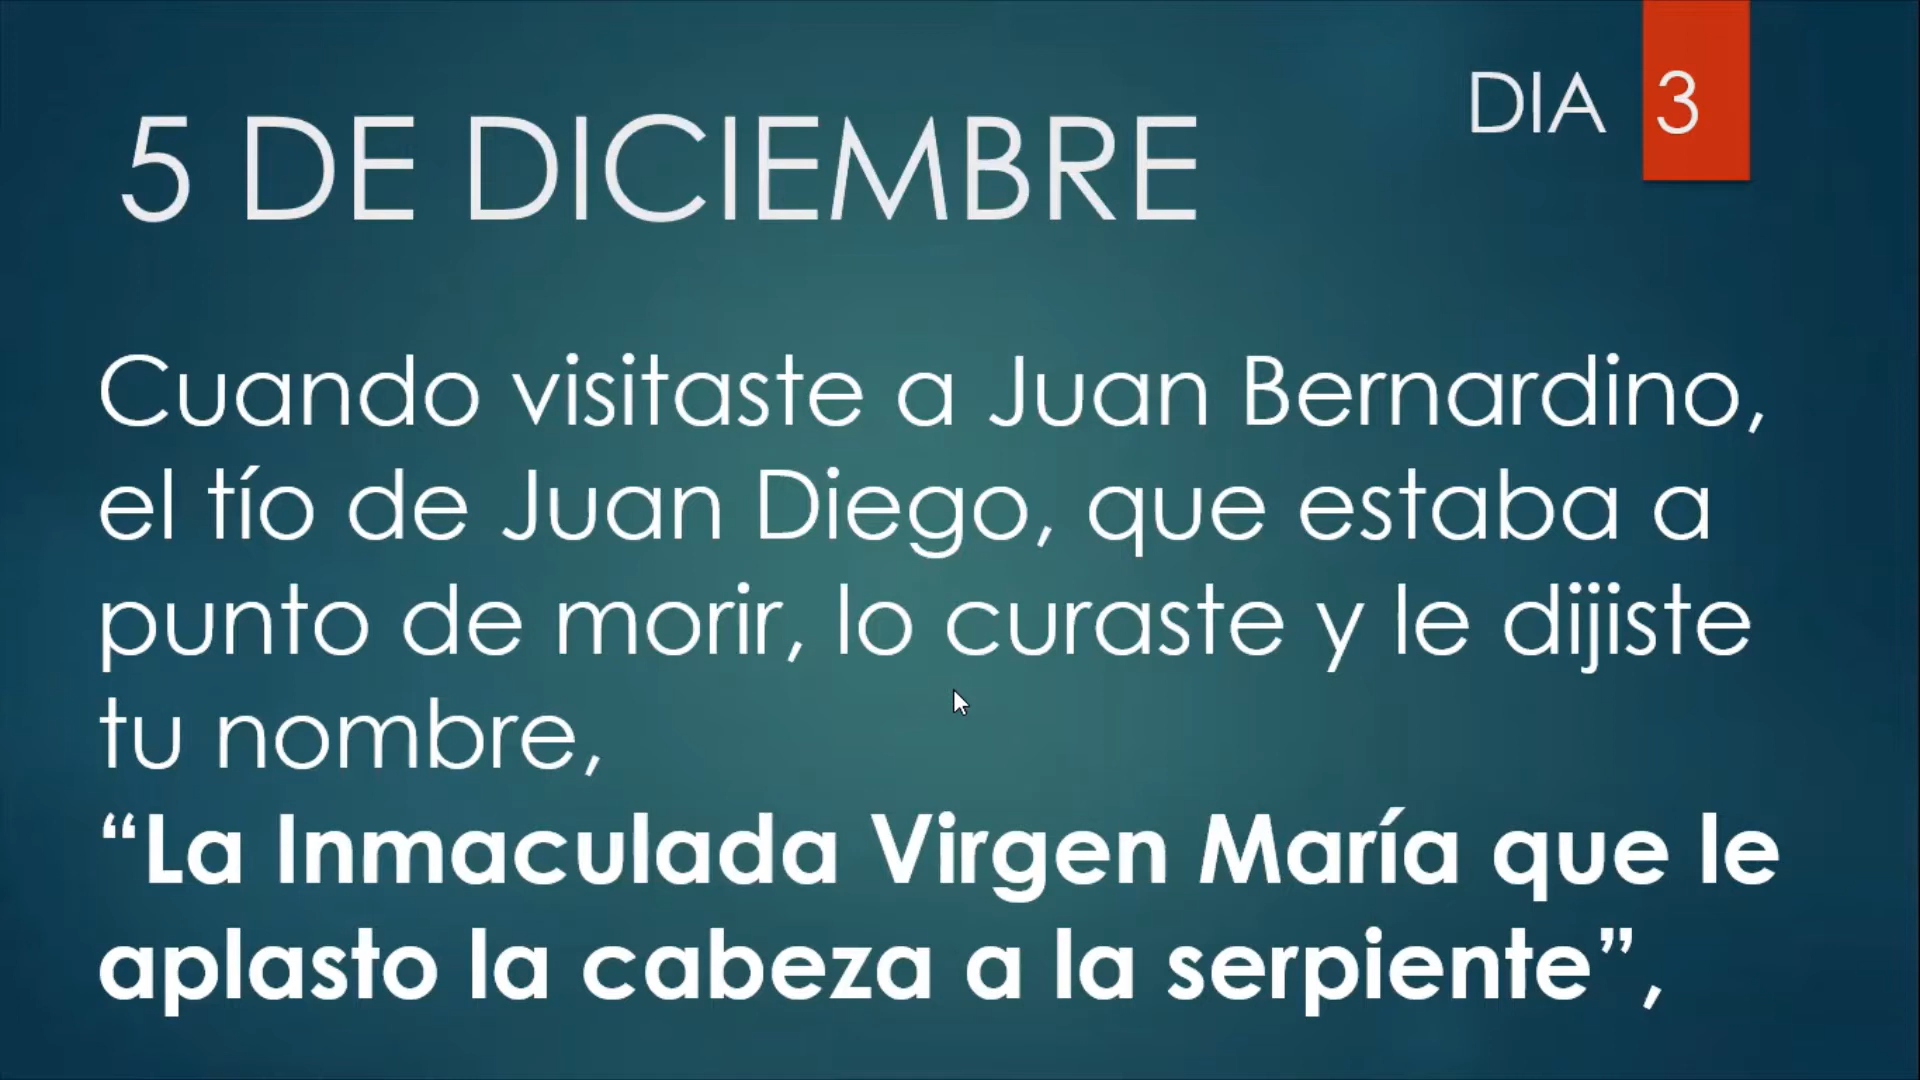 DIA 3
5 DE DICIEMBRE
Cuando visitaste a Juan Bernardino,
el tío de Juan Diego, que estaba a
punto de morir, lo curaste y le dijiste
tu nombre,
“La Inmaculada Virgen María que le
aplasto la cabeza a la serpiente”,